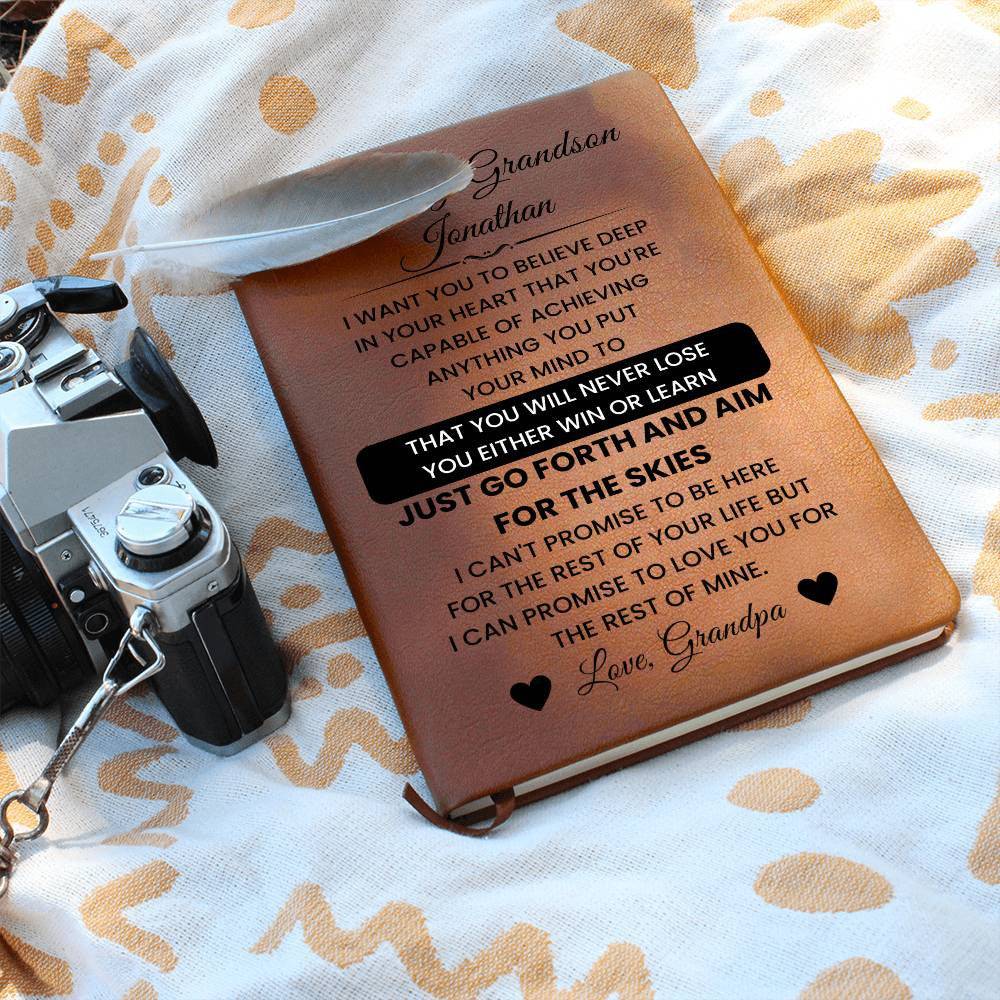 Grandson
Jonathan
I WANT YOU TO BELIEVE DEEP
IN YOUR HEART THAT YOU'RE
CAPABLE OF ACHIEVING
ANYTHING YOU PUT
YOUR MIND TO
THAT YOU WILL NEVER LOSE
YOU EITHER WIN OR LEARN
JUST GO FORTH AND AIM
FOR THE SKIES
I CAN'T PROMISE TO BE HERE
FOR THE REST OF YOUR LIFE BUT
I CAN PROMISE TO LOVE YOU FOR
THE REST OF MINE.
Love, Grandpa